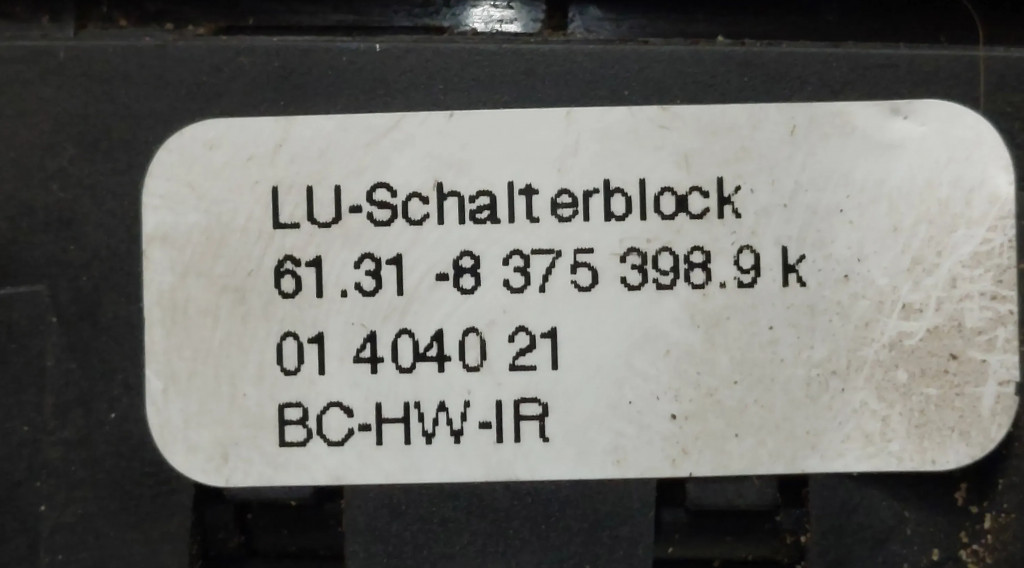 LU-Schalterblock
61.31 -8 375 398.9 k
01 4040 21
BC-HW-IR